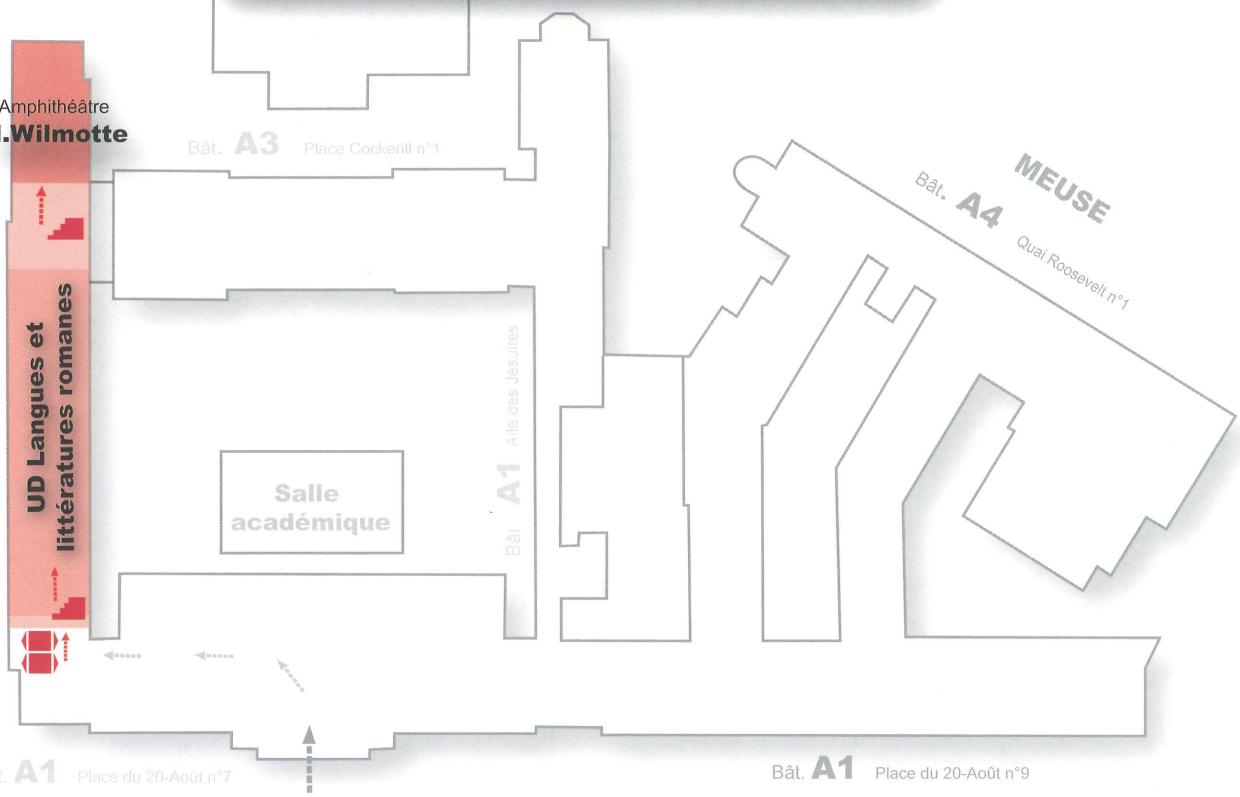 Amphithéâtre
.Wilmotte
Bât. A3 Place Cockerill n°1
MEUSE
Bât. A4 Quai Roosevelt n°1
UD Langues et
littératures romanes
Bât A1 Aile des Jésuites
Salle
académique
A1 Place du 20-Août n°7
Bât. A1 Place du 20-Août n°9